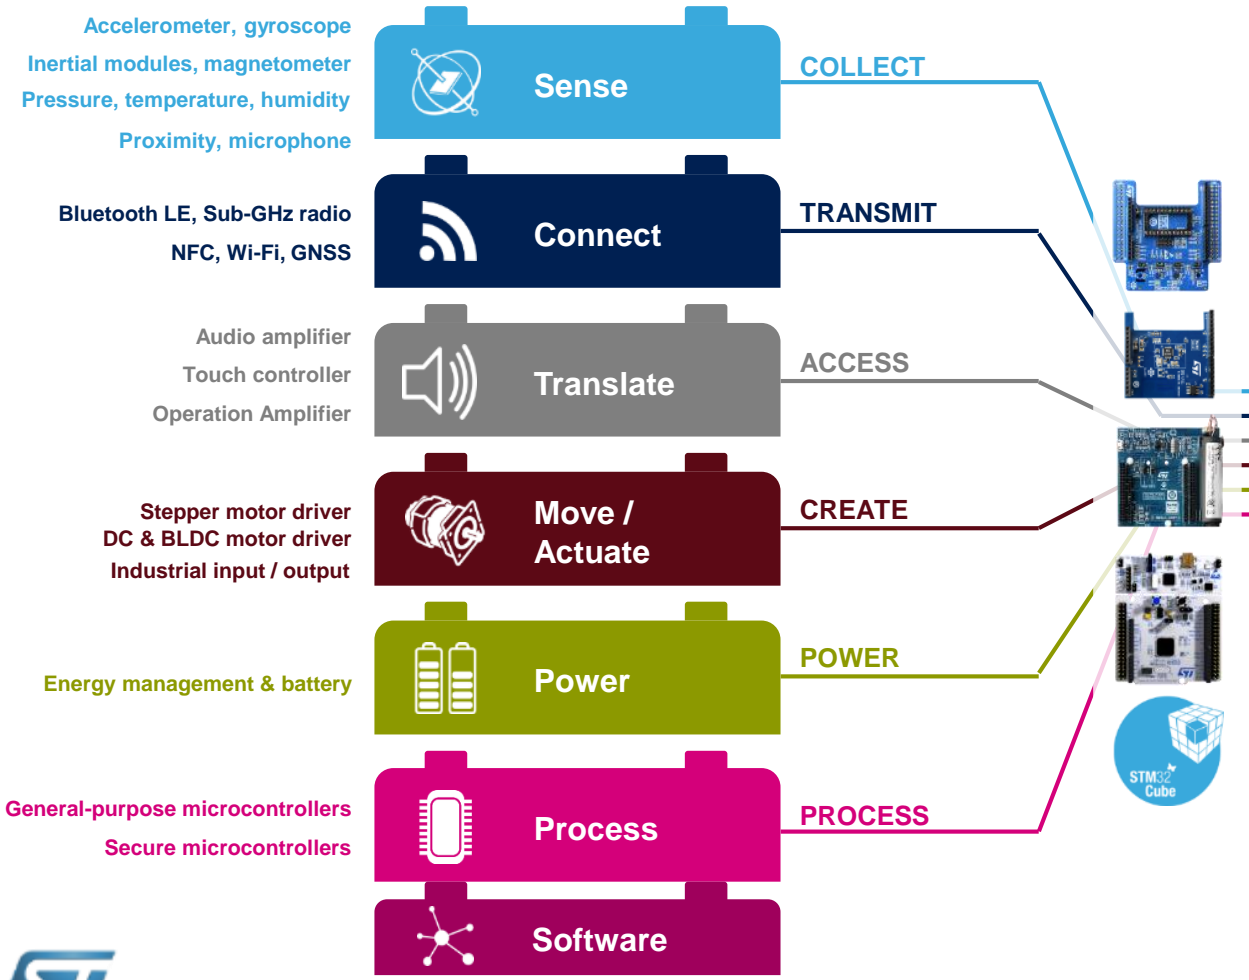 Accelerometer, gyroscope
Inertial modules, magnetometer
Pressure, temperature, humidity
Proximity, microphone
Sense
COLLECT
Bluetooth LE, Sub-GHz radio
NFC, Wi-Fi, GNSS
Connect
TRANSMIT
Audio amplifier
Touch controller
Operation Amplifier
Translate
ACCESS
Stepper motor driver
DC & BLDC motor driver
Industrial input / output
Move /
Actuate
CREATE
Energy management & battery
Power
POWER
General-purpose microcontrollers
Secure microcontrollers
Process
PROCESS
Software
STM32
Cube